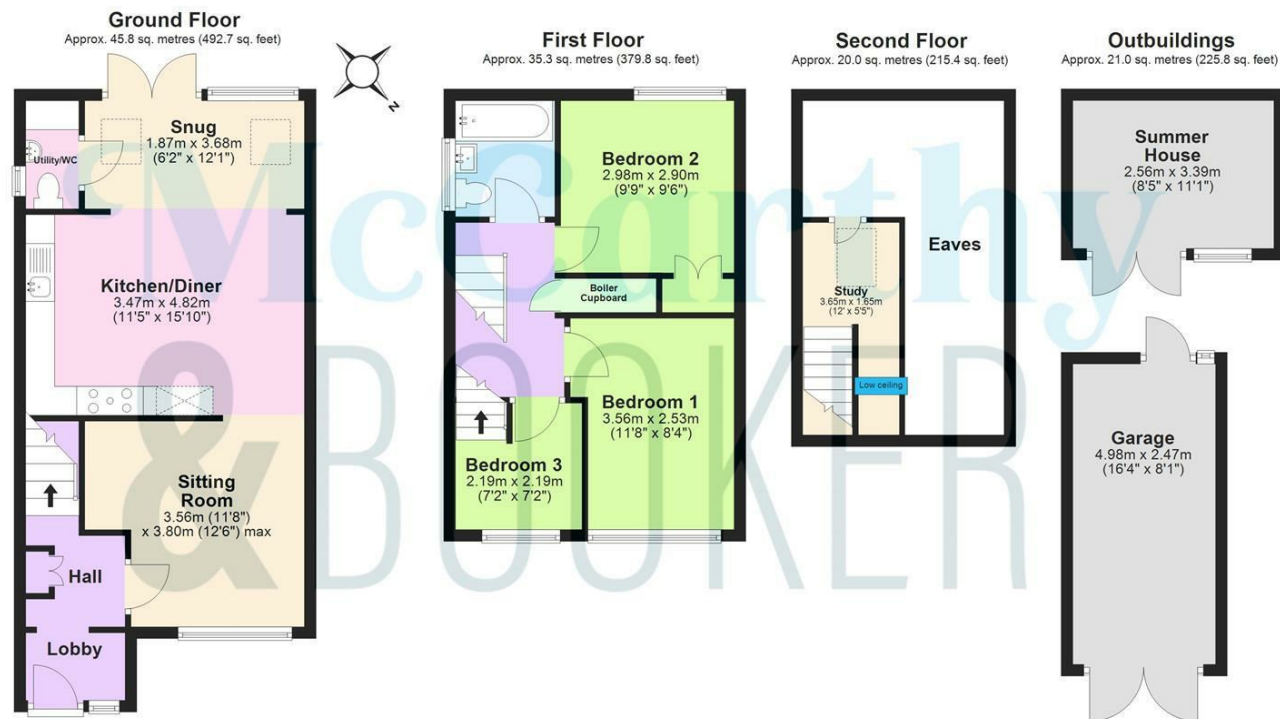 Ground Floor
Approx. 45.8 sq. metres (492.7 sq. feet)
Snug
1.87m x 3.68m
(6'2" x 12'1")
Utility/WC
Kitchen/Diner
3.47m x 4.82m
(11'5" x 15'10")
Sitting
Room
3.56m (11'8")
x 3.80m (12'6") max
Hall
Lobby
N
First Floor
Approx. 35.3 sq. metres (379.8 sq. feet)
Bedroom 2
2.98m x 2.90m
(9'9" x 9'6")
Boiler
Cupboard
Bedroom 1
3.56m x 2.53m
(11'8" x 8'4")
Bedroom 3
2.19m x 2.19m
(7'2" x 7'2")
Second Floor
Approx. 20.0 sq. metres (215.4 sq. feet)
Eaves
Study
3.65m x 1.65m
(12' x 5'5")
Low ceiling
Outbuildings
Approx. 21.0 sq. metres (225.8 sq. feet)
Summer
House
2.56m x 3.39m
(8'5" x 11'1")
Garage
4.98m x 2.47m
(16'4" x 8'1")
McCarthy
&BOOKER